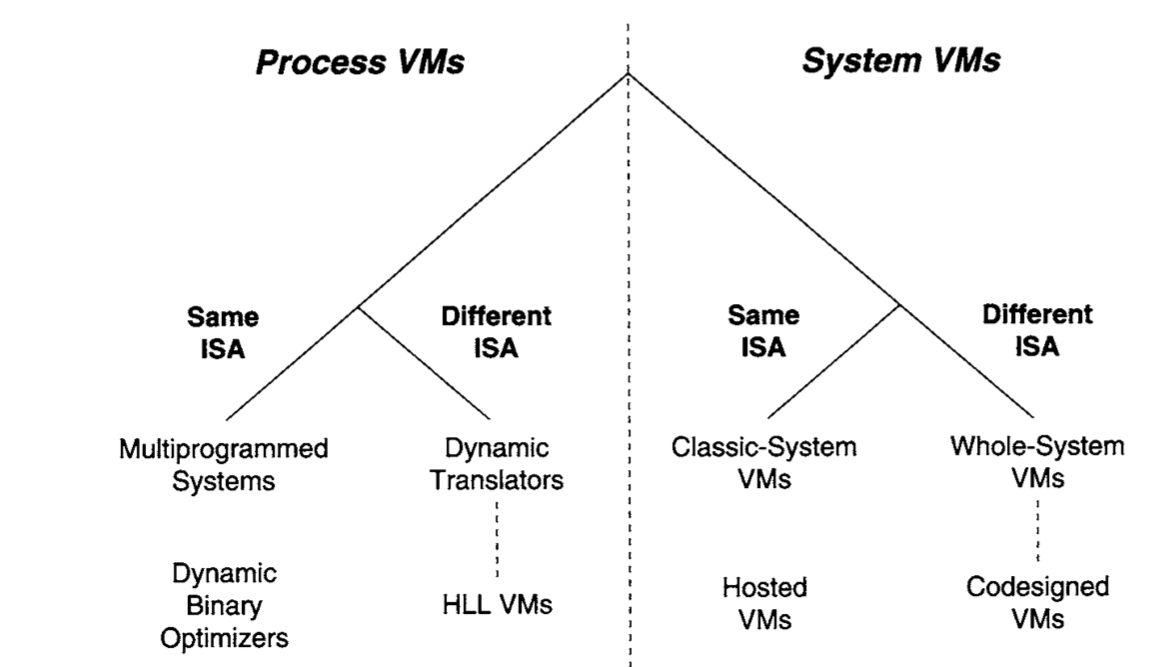 Process VMs
System VMs
Same
ISA
Different
ISA
Same
ISA
Different
ISA
Multiprogrammed
Systems
Dynamic
Translators
Classic-System
VMs
Whole-System
VMs
Dynamic
Binary
Optimizers
HLL VMs
Hosted
VMs
Codesigned
VMs